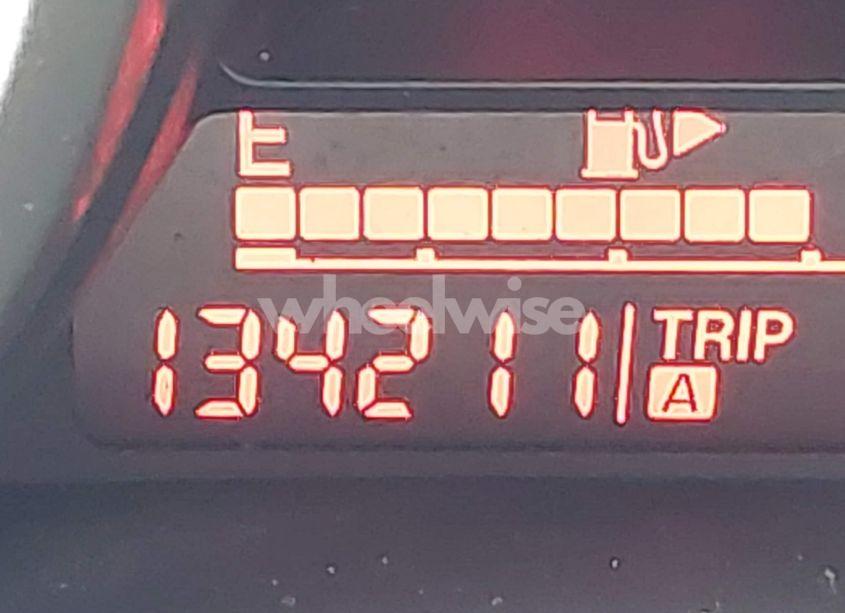 E
wheelwise
134211 TRIP
A